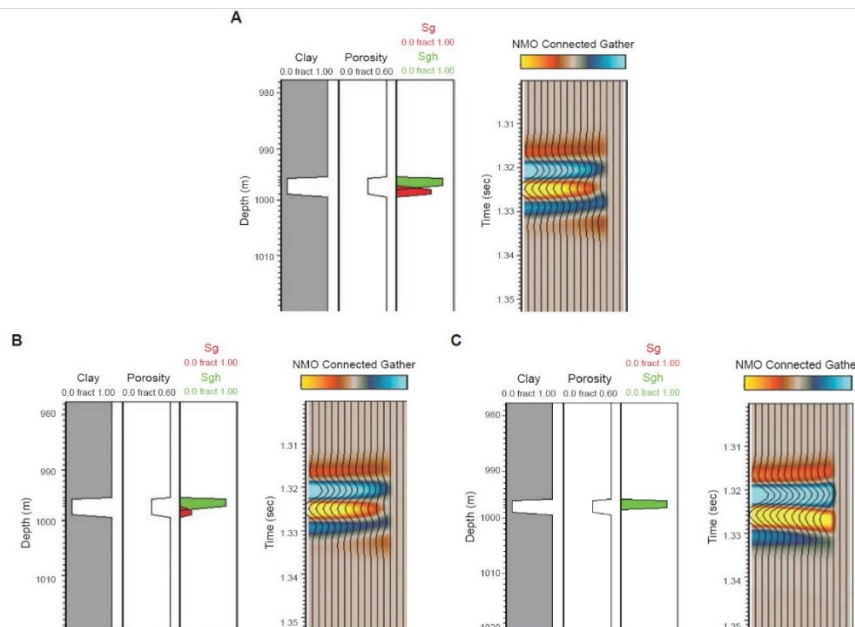 A
Sg
0.0 fract 1.00
Clay Porosity Sgh
0.0 fract 1.00 0.0 fract 0.60 0.0 fract 1.00
NMO Connected Gather
980
990
1000
1010
Depth (m)
1.31
1.32
1.33
1.34
1.35
Time (sec)
B
Sg
0.0 fract 1.00
Clay Porosity Sgh
0.0 fract 1.00 0.0 fract 0.60 0.0 fract 1.00
NMO Connected Gather
980
990
1000
1010
Depth (m)
1.31
1.32
1.33
1.34
1.35
Time (sec)
C
Sg
0.0 fract 1.00
Clay Porosity Sgh
0.0 fract 1.00 0.0 fract 0.60 0.0 fract 1.00
NMO Connected Gathe
980
990
1000
1010
1020
Depth (m)
1.31
1.32
1.33
1.34
1.35
Time (sec)